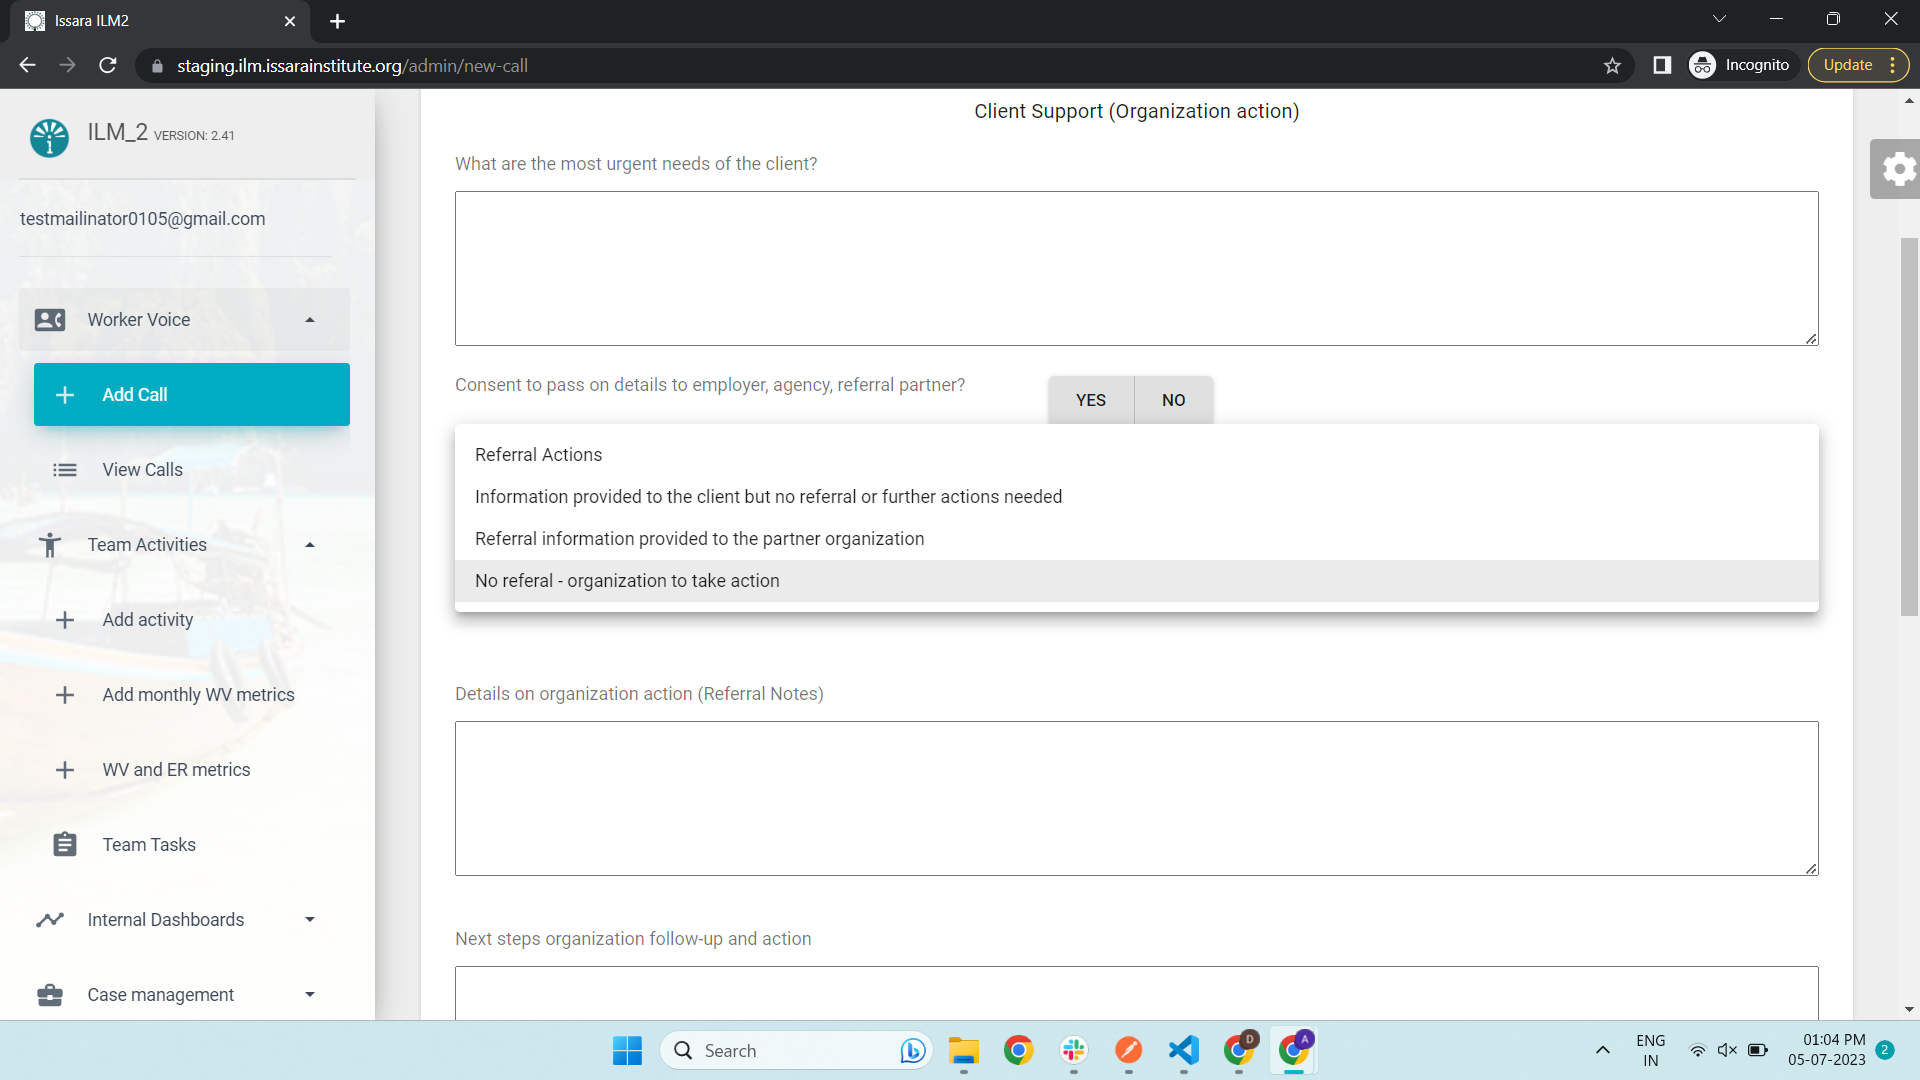 Issara ILM2
staging.ilm.issarainstitute.org/admin/new-call
Incognito
Update
ILM_2 VERSION: 2.41
testmailinator0105@gmail.com
Worker Voice
Add Call
View Calls
Team Activities
Add activity
Add monthly WV metrics
WV and ER metrics
Team Tasks
Internal Dashboards
Case management
Client Support (Organization action)
What are the most urgent needs of the client?
Consent to pass on details to employer, agency, referral partner?
YES
NO
Referral Actions
Information provided to the client but no referral or further actions needed
Referral information provided to the partner organization
No referal - organization to take action
Details on organization action (Referral Notes)
Next steps organization follow-up and action
Search
D
A
ENG
IN
01:04 PM
05-07-2023
2